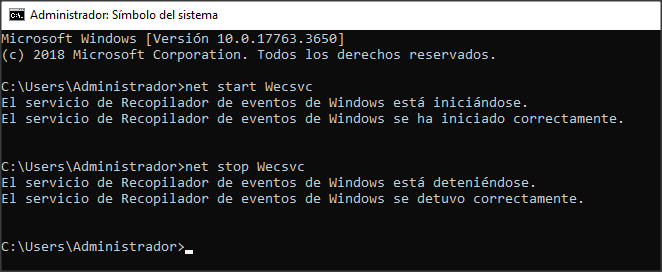 Administrador: Símbolo del sistema
Microsoft Windows [Versión 10.0.17763.3650]
(c) 2018 Microsoft Corporation. Todos los derechos reservados.
C:\Users\Administrador>net start Wecsvc
El servicio de Recopilador de eventos de Windows está iniciándose.
El servicio de Recopilador de eventos de Windows se ha iniciado correctamente.
C:\Users\Administrador>net stop Wecsvc
El servicio de Recopilador de eventos de Windows está deteniéndose.
El servicio de Recopilador de eventos de Windows se detuvo correctamente.
C:\Users\Administrador>